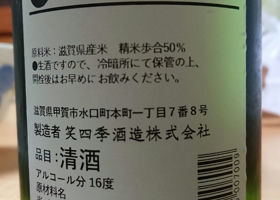 原料米：滋賀県産米　精米歩合50％
●生酒ですので、冷暗所にて保管の上、
開栓後はお早めにお飲みください。
滋賀県甲賀市水口町本町一丁目７番８号
製造者 笑四季酒造株式会社
品目：清酒
アルコール分 16度
原材料名